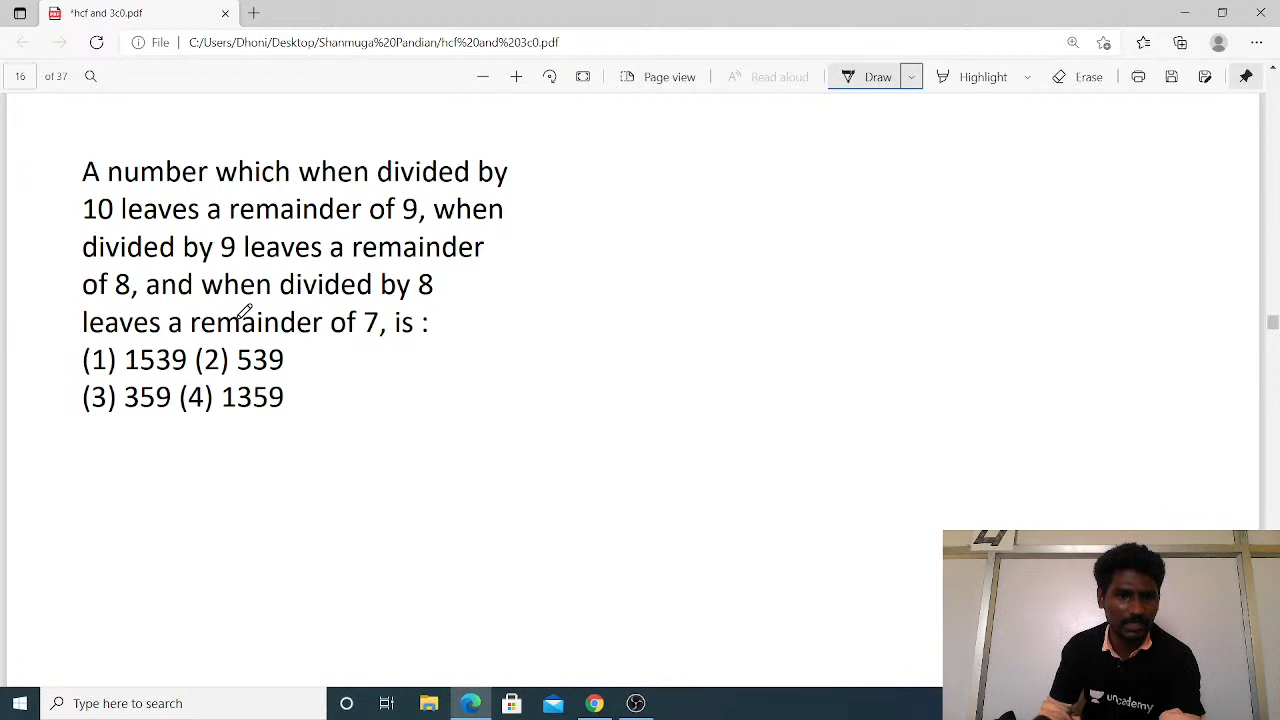 *hcf and 3c0.pdf
File C:/Users/Dhoni/Desktop/Shanmuga%20Pandian/hcf%20and%203c0.pdf
16 of 37 Page view Read aloud Draw Highlight Erase
A number which when divided by
10 leaves a remainder of 9, when
divided by 9 leaves a remainder
of 8, and when divided by 8
leaves a remainder of 7, is :
(1) 1539 (2) 539
(3) 359 (4) 1359
unacademy
Type here to search